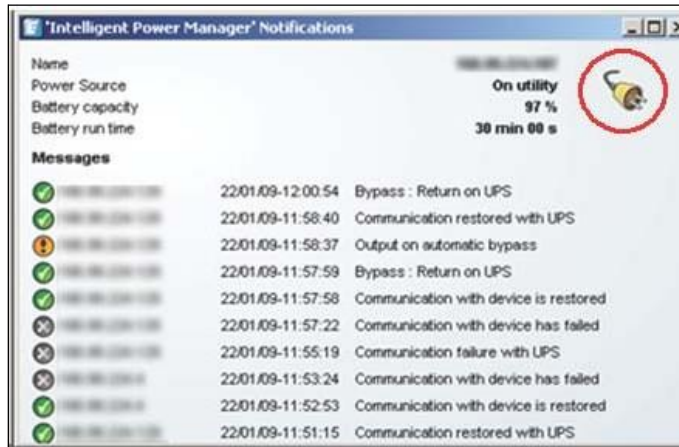 'Intelligent Power Manager' Notifications
Name
Power Source On utility
Battery capacity 97 %
Battery run time 30 min 00 s
Messages
22/01/09-12:00:54 Bypass : Return on UPS
22/01/09-11:58:40 Communication restored with UPS
22/01/09-11:58:37 Output on automatic bypass
22/01/09-11:57:59 Bypass : Return on UPS
22/01/09-11:57:58 Communication with device is restored
22/01/09-11:57:22 Communication with device has failed
22/01/09-11:55:19 Communication failure with UPS
22/01/09-11:53:24 Communication with device has failed
22/01/09-11:52:53 Communication with device is restored
22/01/09-11:51:15 Communication restored with UPS